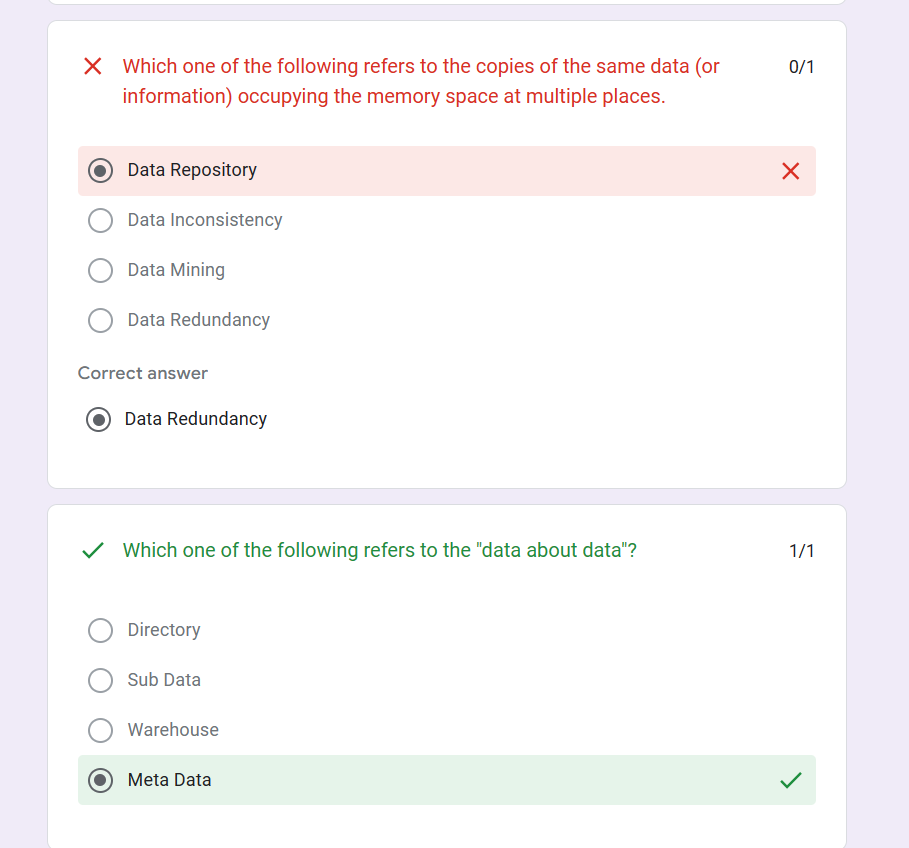 Which one of the following refers to the copies of the same data (or
0/1
information) occupying the memory space at multiple places.
Data Repository
Data Inconsistency
Data Mining
Data Redundancy
Correct answer
Data Redundancy
Which one of the following refers to the "data about data"?
1/1
Directory
Sub Data
Warehouse
Meta Data